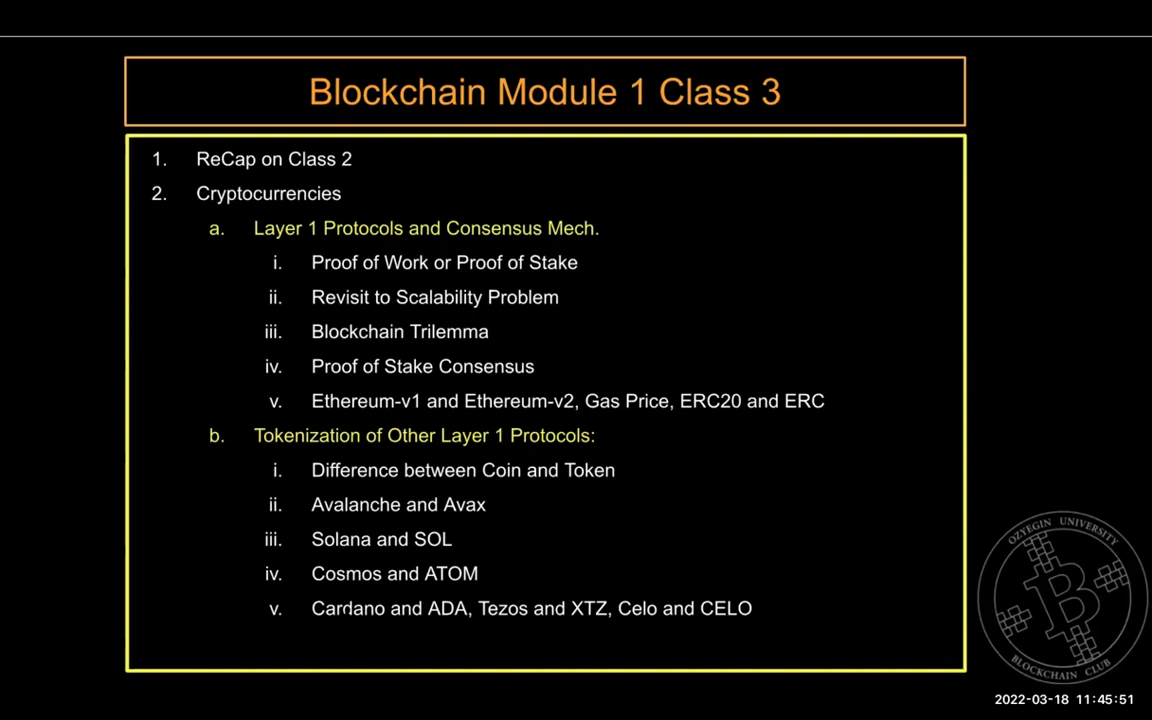 Blockchain Module 1 Class 3
1. ReCap on Class 2
2. Cryptocurrencies
a. Layer 1 Protocols and Consensus Mech.
i. Proof of Work or Proof of Stake
ii. Revisit to Scalability Problem
iii. Blockchain Trilemma
iv. Proof of Stake Consensus
v. Ethereum-v1 and Ethereum-v2, Gas Price, ERC20 and ERC
b. Tokenization of Other Layer 1 Protocols:
i. Difference between Coin and Token
ii. Avalanche and Avax
iii. Solana and SOL
iv. Cosmos and ATOM
v. Cardano and ADA, Tezos and XTZ, Celo and CELO
OZYEGIN UNIVERSITY
BLOCKCHAIN CLUB
2022-03-18 11:45:51